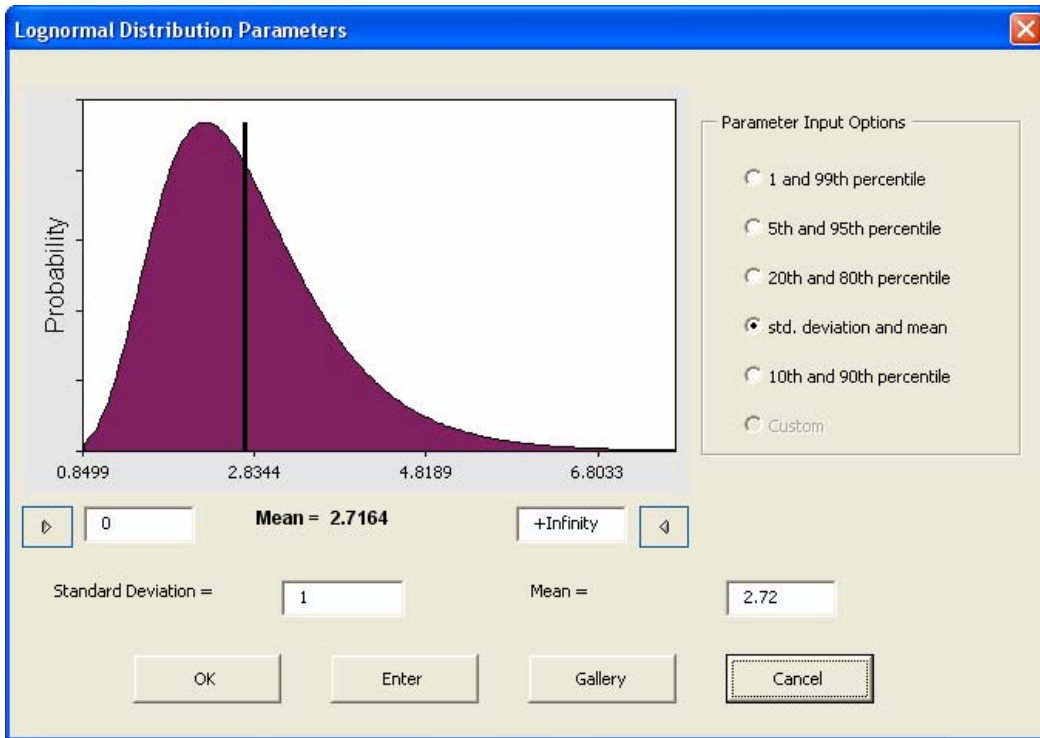 Lognormal Distribution Parameters
Probability
0.8499 2.8344 4.8189 6.8033
0 Mean = 2.7164 +Infinity
Parameter Input Options
1 and 99th percentile
5th and 95th percentile
20th and 80th percentile
std. deviation and mean
10th and 90th percentile
Custom
Standard Deviation = 1 Mean = 2.72
OK Enter Gallery Cancel